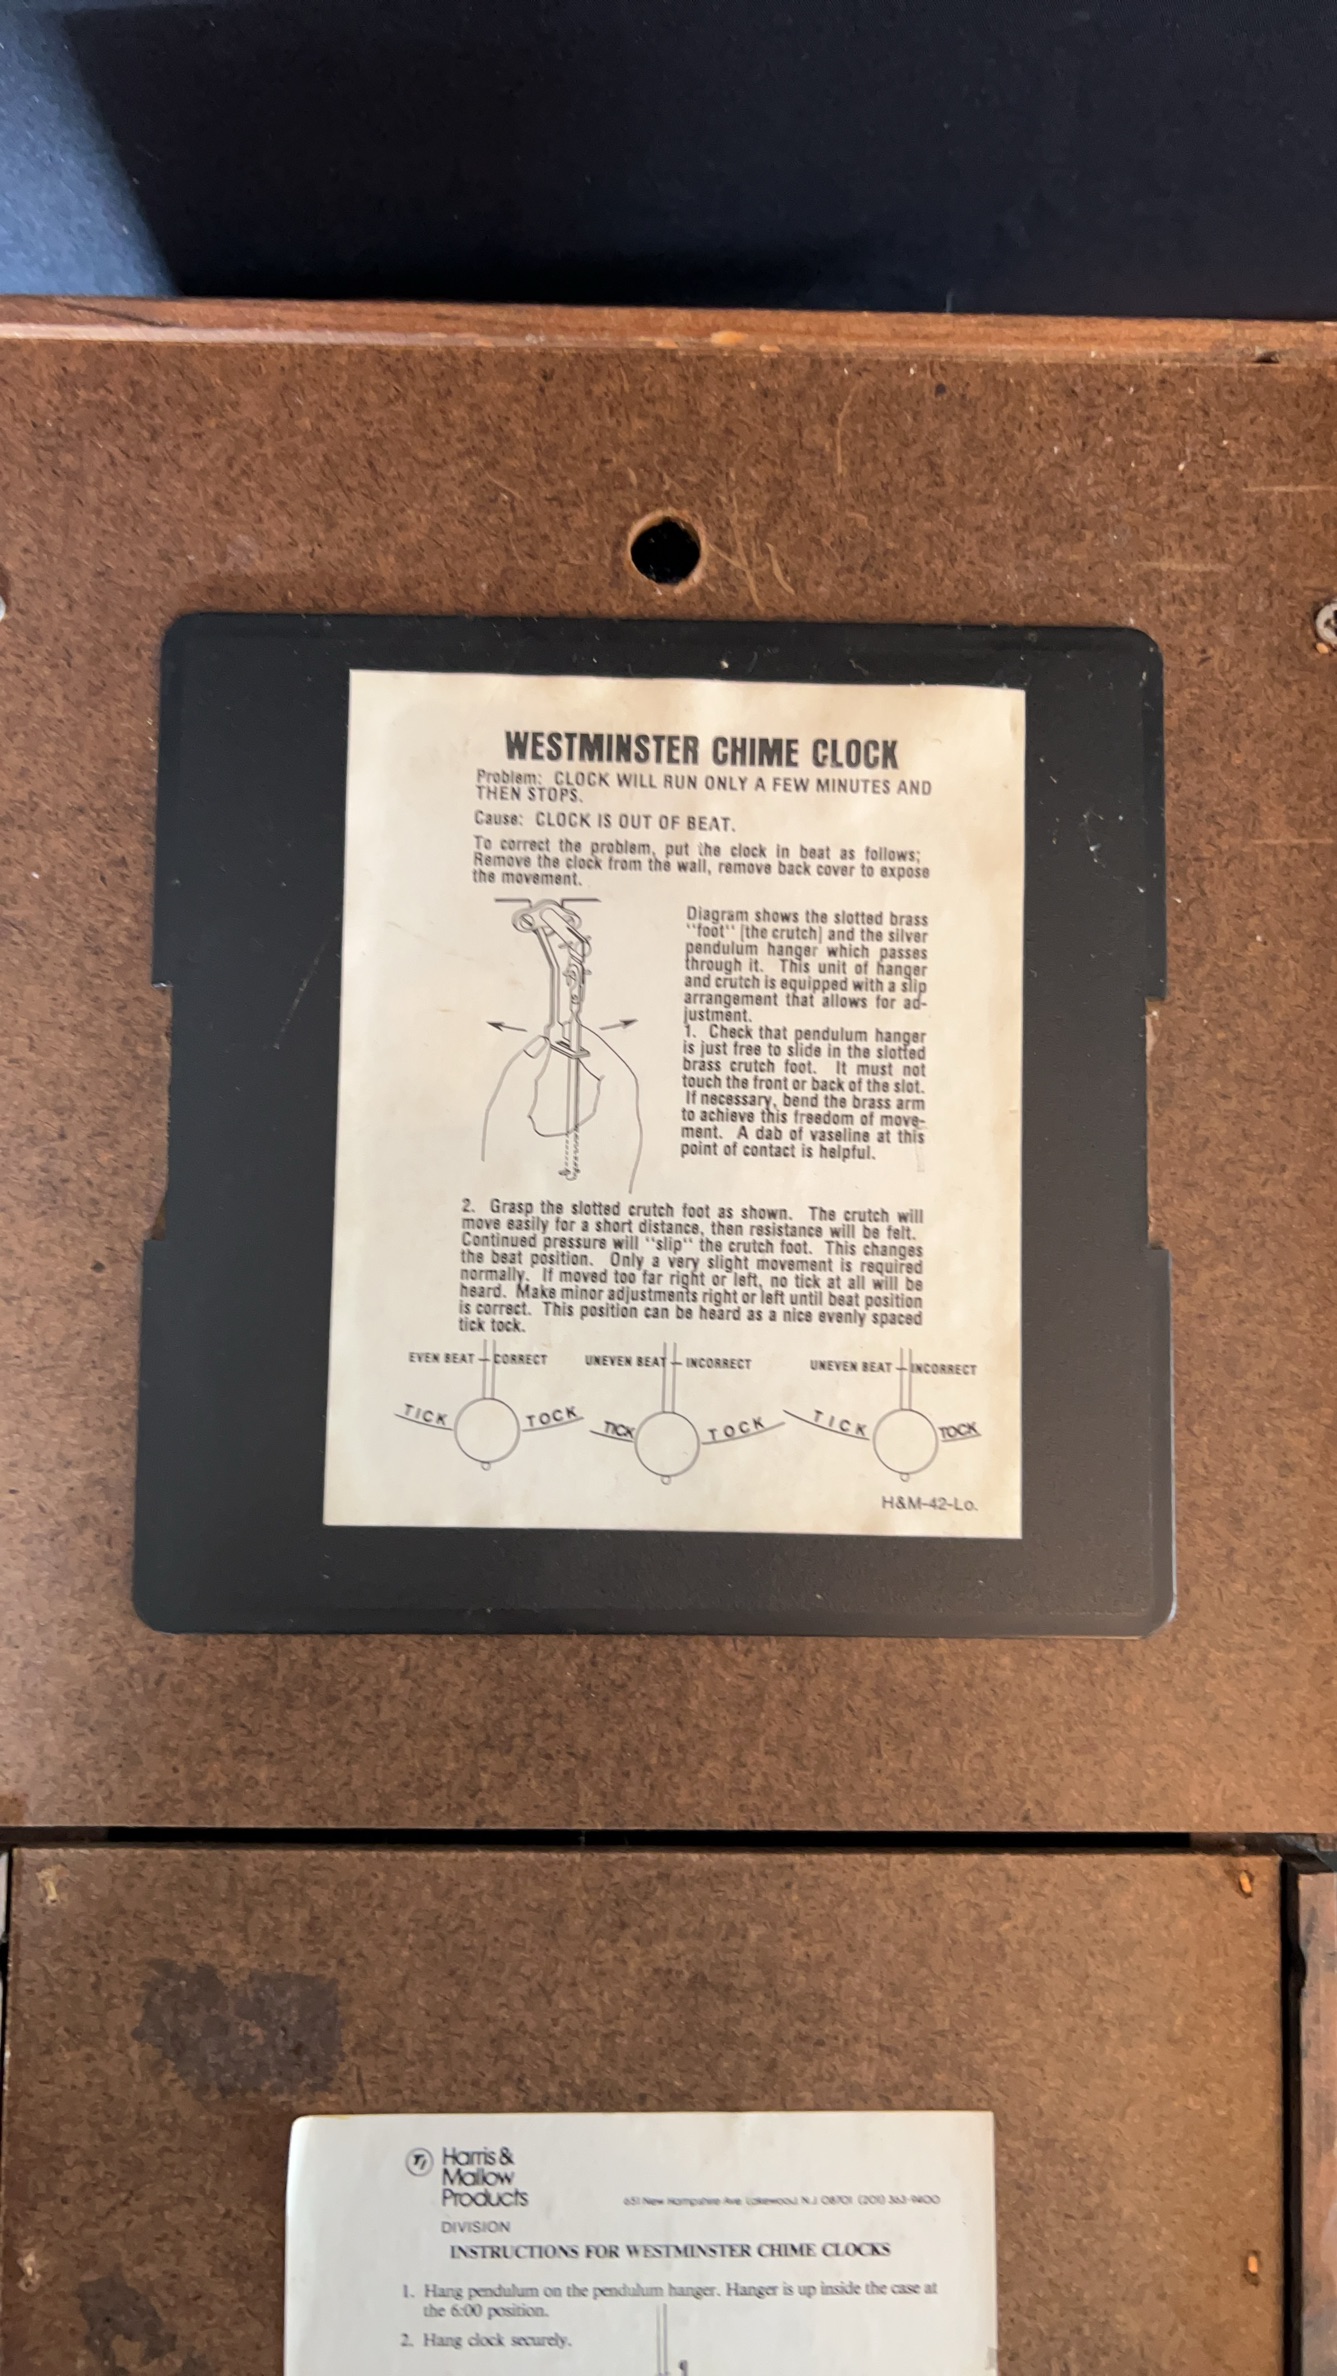 WESTMINSTER CHIME CLOCK
Problem: CLOCK WILL RUN ONLY A FEW MINUTES AND
THEN STOPS.
Cause: CLOCK IS OUT OF BEAT.
To correct the problem, put the clock in beat as follows;
Remove the clock from the wall, remove back cover to expose
the movement.
Diagram shows the slotted brass
"foot" [the crutch] and the silver
pendulum hanger which passes
through it. This unit of hanger
and crutch is equipped with a slip
arrangement that allows for ad-
justment.
1. Check that pendulum hanger
is just free to slide in the slotted
brass crutch foot. It must not
touch the front or back of the slot.
If necessary, bend the brass arm
to achieve this freedom of move-
ment. A dab of vaseline at this
point of contact is helpful.
2. Grasp the slotted crutch foot as shown. The crutch will
move easily for a short distance, then resistance will be felt.
Continued pressure will "slip" the crutch foot. This changes
the beat position. Only a very slight movement is required
normally. If moved too far right or left, no tick at all will be
heard. Make minor adjustments right or left until beat position
is correct. This position can be heard as a nice evenly spaced
tick tock.
EVEN BEAT - CORRECT UNEVEN BEAT - INCORRECT UNEVEN BEAT - INCORRECT
TICK TOCK TICK TOCK TICK TOCK
H&M-42-Lo.
Harris &
Mallow
Products
651 New Hampshire Ave. Lakewood, N.J. 08701 (201) 363-9400
DIVISION
INSTRUCTIONS FOR WESTMINSTER CHIME CLOCKS
1. Hang pendulum on the pendulum hanger. Hanger is up inside the case at
the 6:00 position.
2. Hang clock securely.